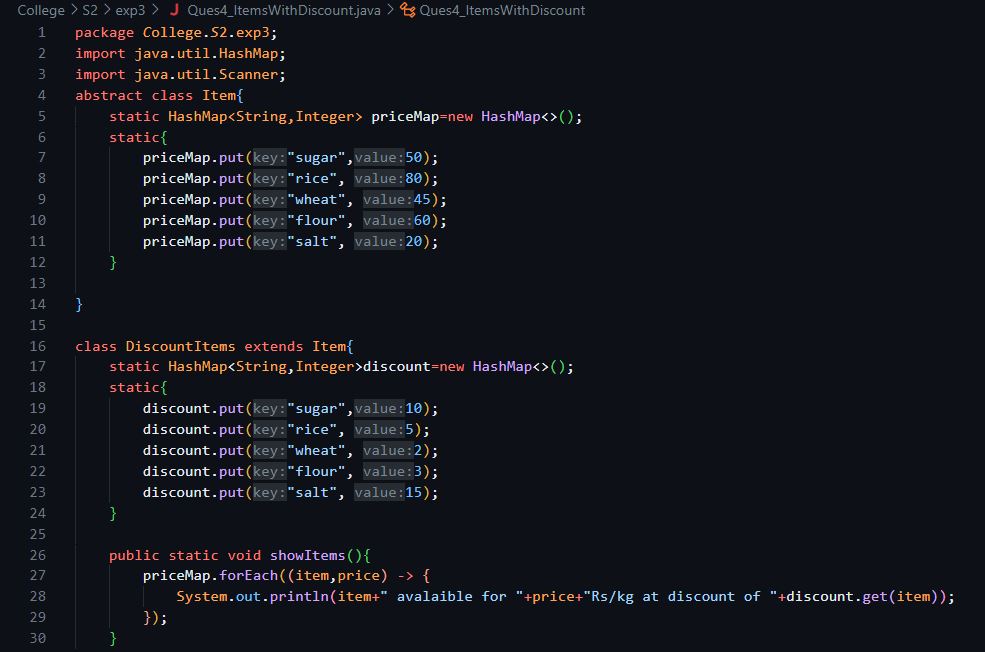 College > S2 > exp3 > J Ques4_ItemsWithDiscount.java > Ques4_ItemsWithDiscount
1 package College.S2.exp3;
2 import java.util.HashMap;
3 import java.util.Scanner;
4 abstract class Item{
5     static HashMap<String,Integer> priceMap=new HashMap<>();
6     static{
7         priceMap.put(key:"sugar",value:50);
8         priceMap.put(key:"rice", value:80);
9         priceMap.put(key:"wheat", value:45);
10         priceMap.put(key:"flour", value:60);
11         priceMap.put(key:"salt", value:20);
12     }
13
14 }
15
16 class DiscountItems extends Item{
17     static HashMap<String,Integer>discount=new HashMap<>();
18     static{
19         discount.put(key:"sugar",value:10);
20         discount.put(key:"rice", value:5);
21         discount.put(key:"wheat", value:2);
22         discount.put(key:"flour", value:3);
23         discount.put(key:"salt", value:15);
24     }
25
26     public static void showItems(){
27         priceMap.forEach((item,price) -> {
28             System.out.println(item+" avalaible for "+price+"Rs/kg at discount of "+discount.get(item));
29         });
30     }